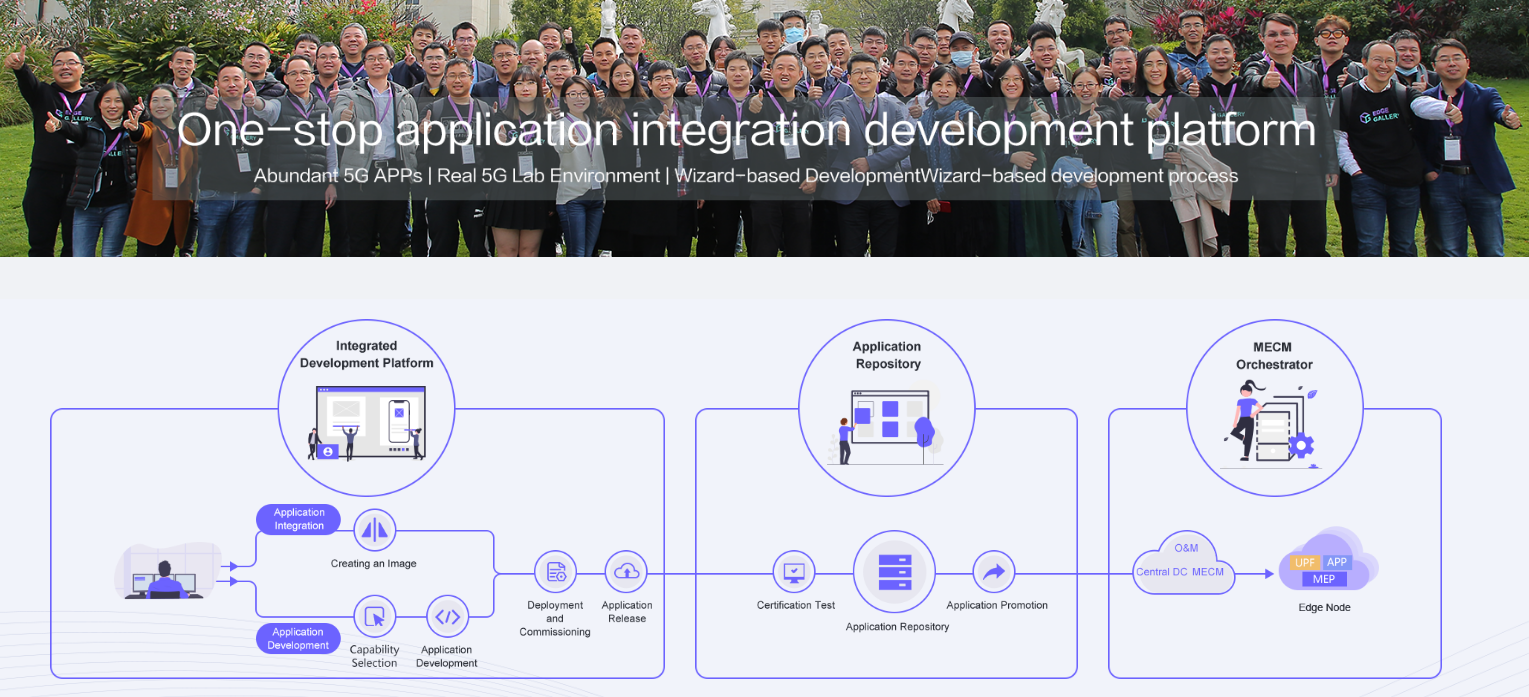 One-stop application integration development platform
Abundant 5G APPs | Real 5G Lab Environment | Wizard-based DevelopmentWizard-based development process
EDGE
GALLERY
Integrated
Development Platform
Application
Repository
MECM
Orchestrator
Application
Integration
Creating an Image
Application
Development
Capability
Selection
Application
Development
Deployment
and
Commissioning
Application
Release
Certification Test
Application Repository
Application Promotion
O&M
Central DC MECM
UPF
APP
MEP
Edge Node